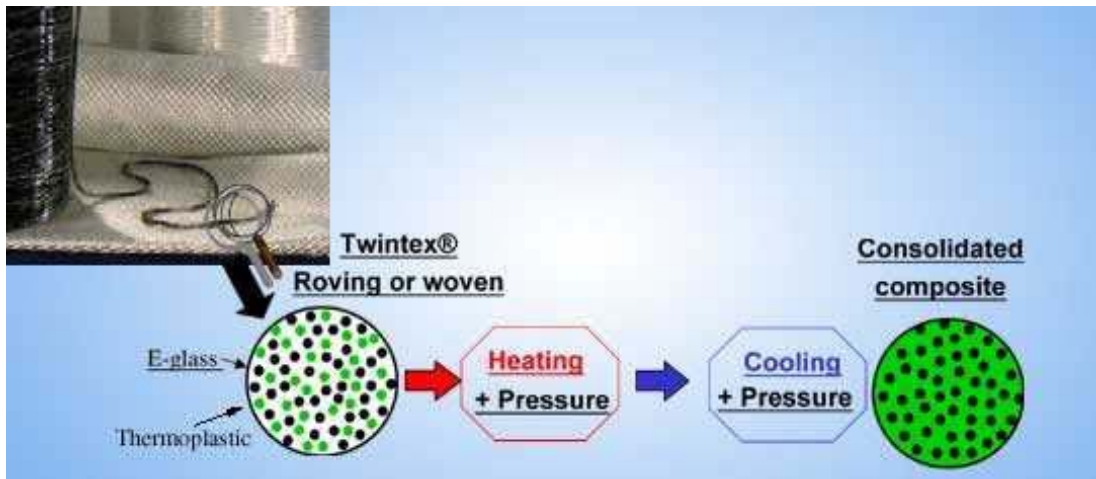 Twintex®
Roving or woven
Consolidated
composite
E-glass
Thermoplastic
Heating
+ Pressure
Cooling
+ Pressure